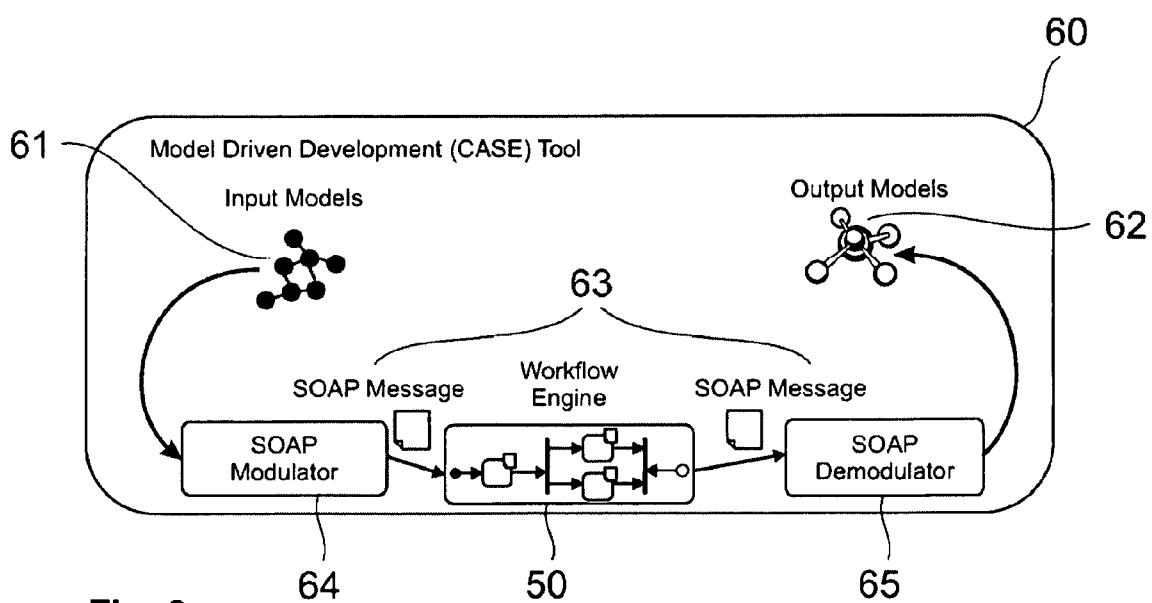 60
61
Model Driven Development (CASE) Tool
Input Models
Output Models
62
63
SOAP Message
Workflow
Engine
SOAP Message
SOAP
Modulator
SOAP
Demodulator
64
50
65